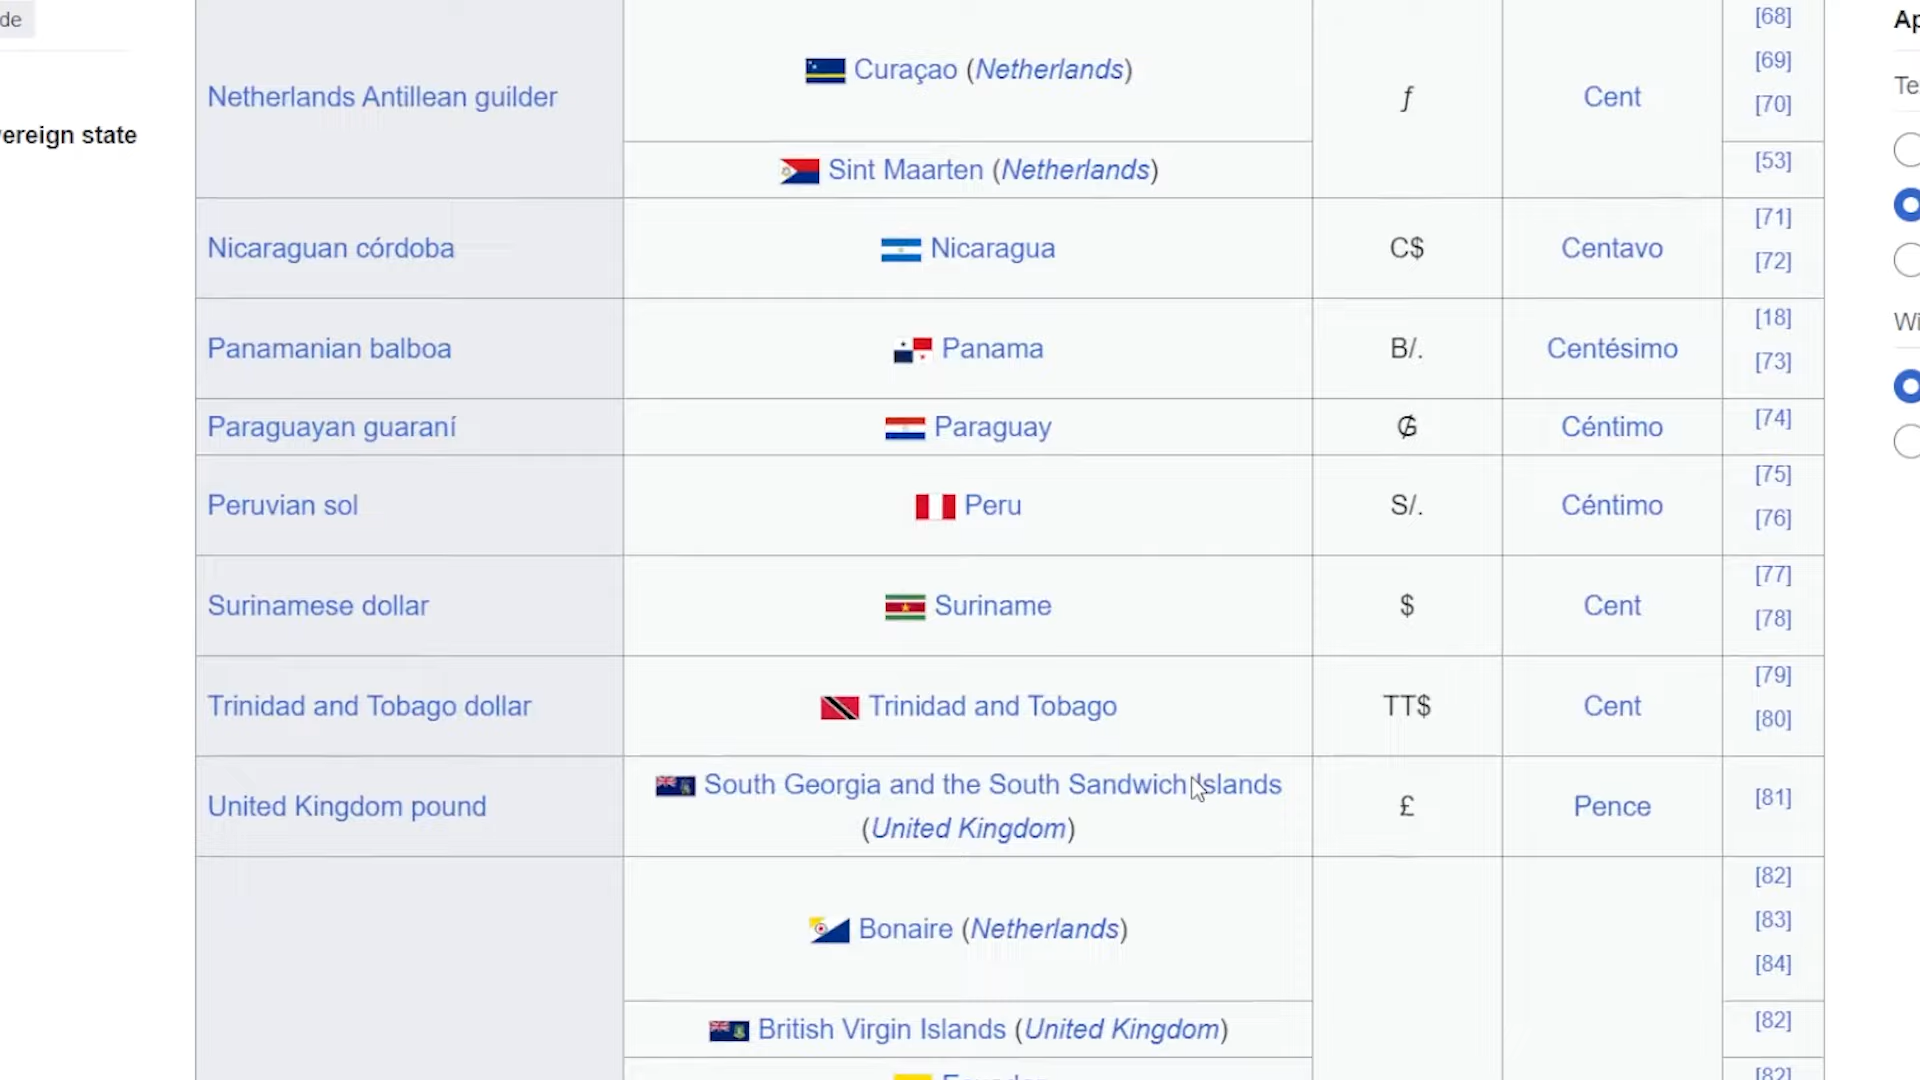 de
ereign state
Netherlands Antillean guilder
Curaçao (Netherlands)
ƒ
Cent
[68]
[69]
[70]
Sint Maarten (Netherlands)
[53]
Nicaraguan córdoba
Nicaragua
C$
Centavo
[71]
[72]
Panamanian balboa
Panama
B/.
Centésimo
[18]
[73]
Paraguayan guaraní
Paraguay
₲
Céntimo
[74]
Peruvian sol
Peru
S/.
Céntimo
[75]
[76]
Surinamese dollar
Suriname
$
Cent
[77]
[78]
Trinidad and Tobago dollar
Trinidad and Tobago
TT$
Cent
[79]
[80]
United Kingdom pound
South Georgia and the South Sandwich Islands
(United Kingdom)
£
Pence
[81]
Bonaire (Netherlands)
[82]
[83]
[84]
British Virgin Islands (United Kingdom)
[82]
Ecuador
[82]
Ap
Te
Wi